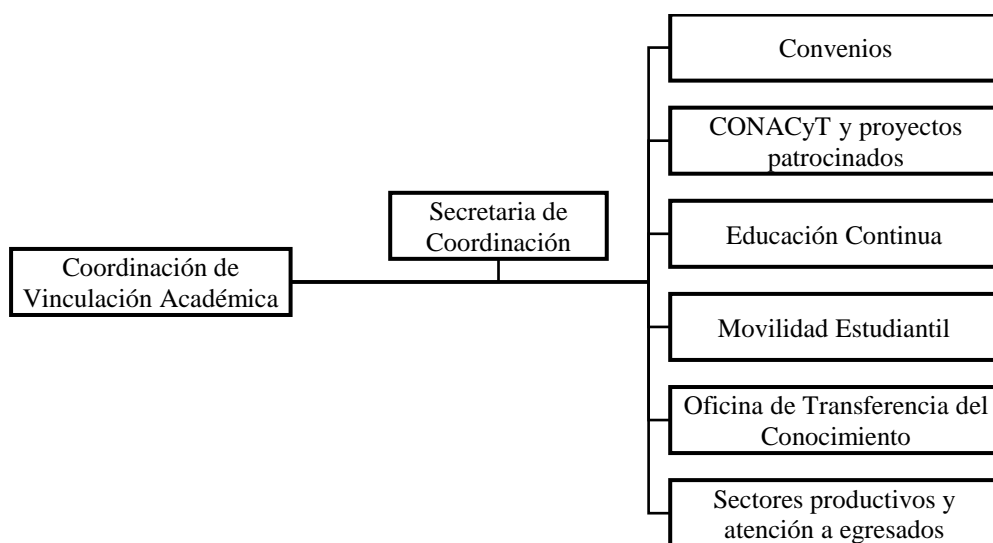 Convenios
CONACyT y proyectos
patrocinados
Secretaria de
Coordinación
Educación Continua
Coordinación de
Vinculación Académica
Movilidad Estudiantil
Oficina de Transferencia del
Conocimiento
Sectores productivos y
atención a egresados